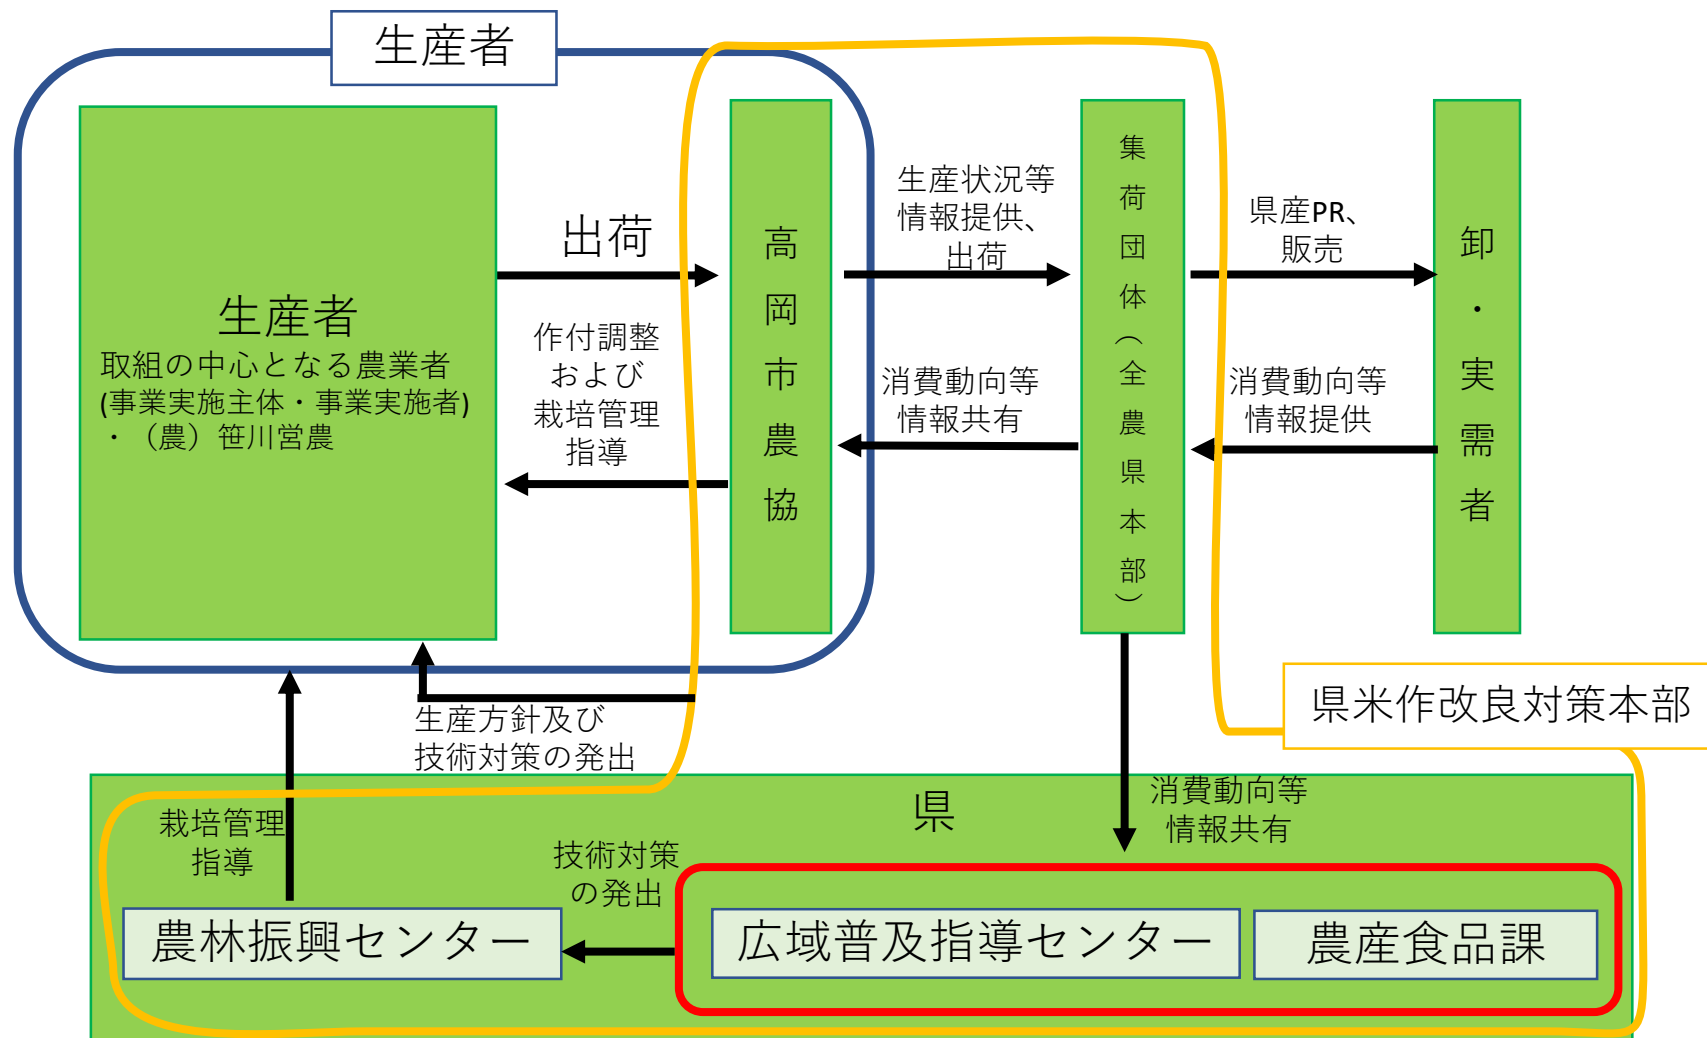 生産者
生産者
取組の中心となる農業者
(事業実施主体・事業実施者)
・（農）笹川営農
出荷
作付調整
および
栽培管理
指導
高岡市農協
生産状況等
情報提供、
出荷
消費動向等
情報共有
集荷団体（全農県本部）
県産PR、
販売
消費動向等
情報提供
卸・実需者
県米作改良対策本部
生産方針及び
技術対策の発出
県
栽培管理
指導
技術対策
の発出
消費動向等
情報共有
農林振興センター
広域普及指導センター
農産食品課